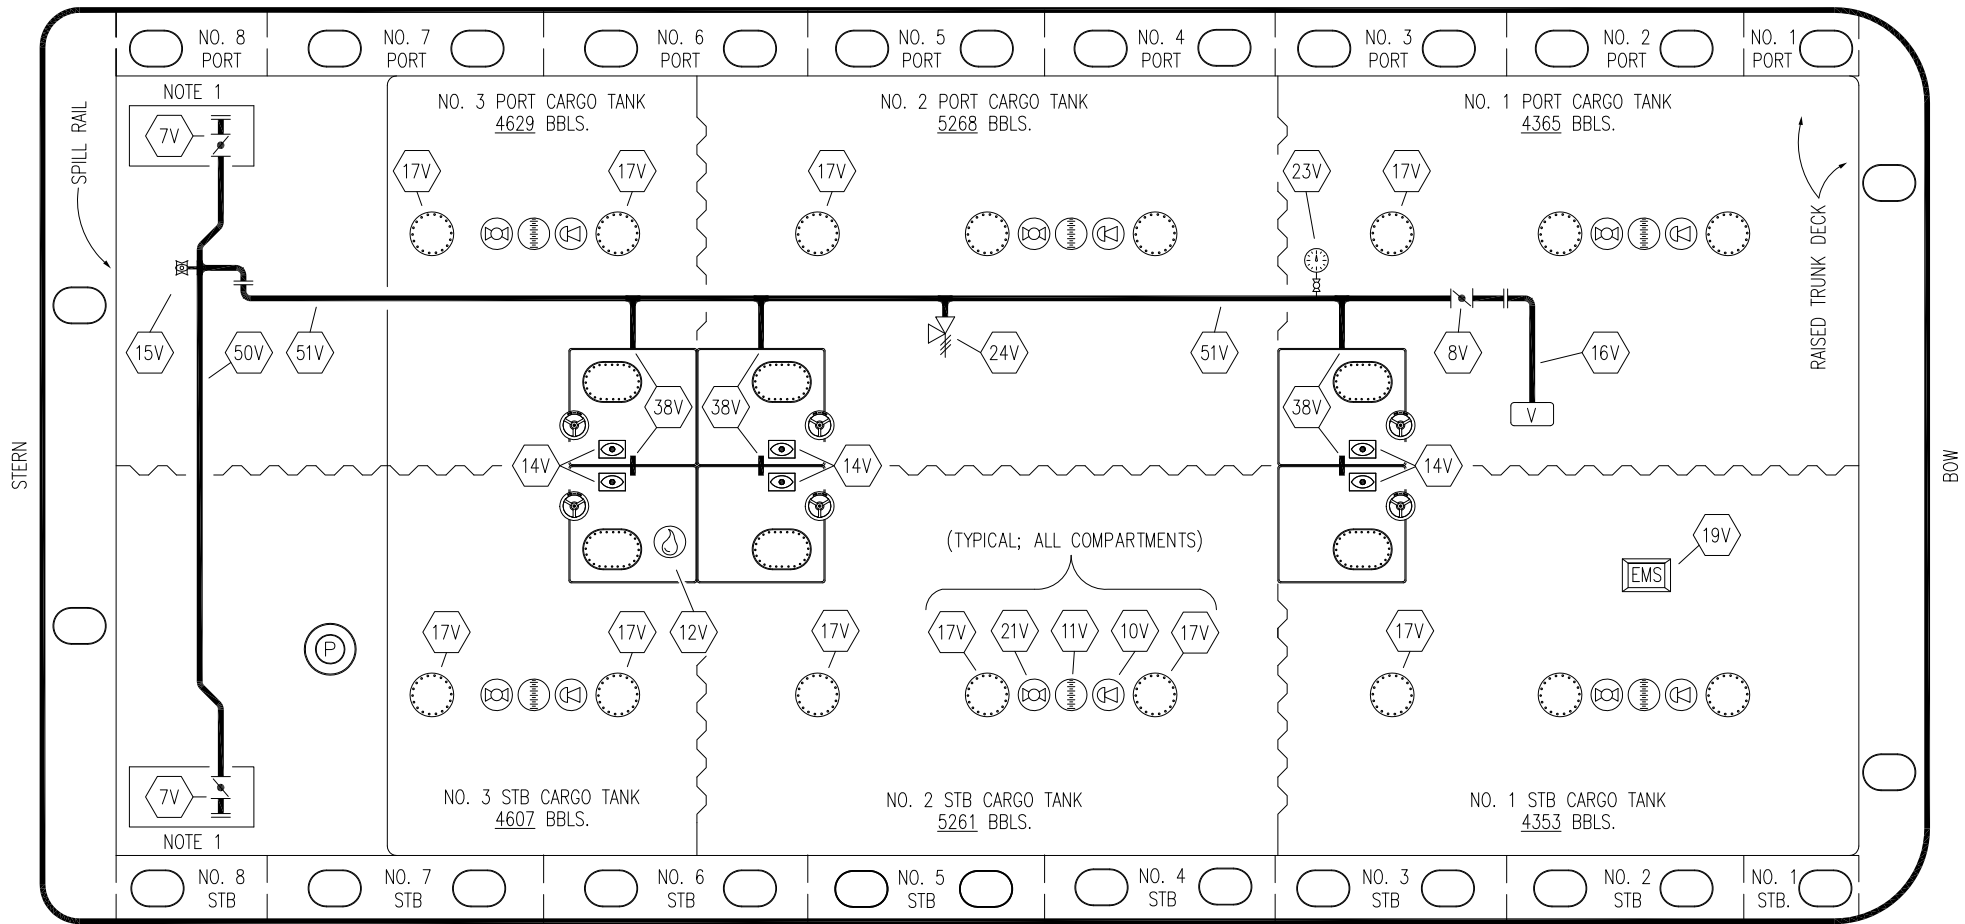 NO. 8
PORT
NO. 7
PORT
NO. 6
PORT
NO. 5
PORT
NO. 4
PORT
NO. 3
PORT
NO. 2
PORT
NO. 1
PORT
NOTE 1
7V
SPILL RAIL
NO. 3 PORT CARGO TANK
4629 BBLS.
NO. 2 PORT CARGO TANK
5268 BBLS.
NO. 1 PORT CARGO TANK
4365 BBLS.
17V
17V
17V
23V
17V
RAISED TRUNK DECK
15V
50V
51V
24V
51V
8V
16V
38V
38V
38V
V
STERN
14V
14V
14V
BOW
(TYPICAL; ALL COMPARTMENTS)
19V
EMS
17V
17V
12V
17V
17V
21V
11V
10V
17V
17V
P
7V
NOTE 1
NO. 3 STB CARGO TANK
4607 BBLS.
NO. 2 STB CARGO TANK
5261 BBLS.
NO. 1 STB CARGO TANK
4353 BBLS.
NO. 8
STB
NO. 7
STB
NO. 6
STB
NO. 5
STB
NO. 4
STB
NO. 3
STB
NO. 2
STB
NO. 1
STB.